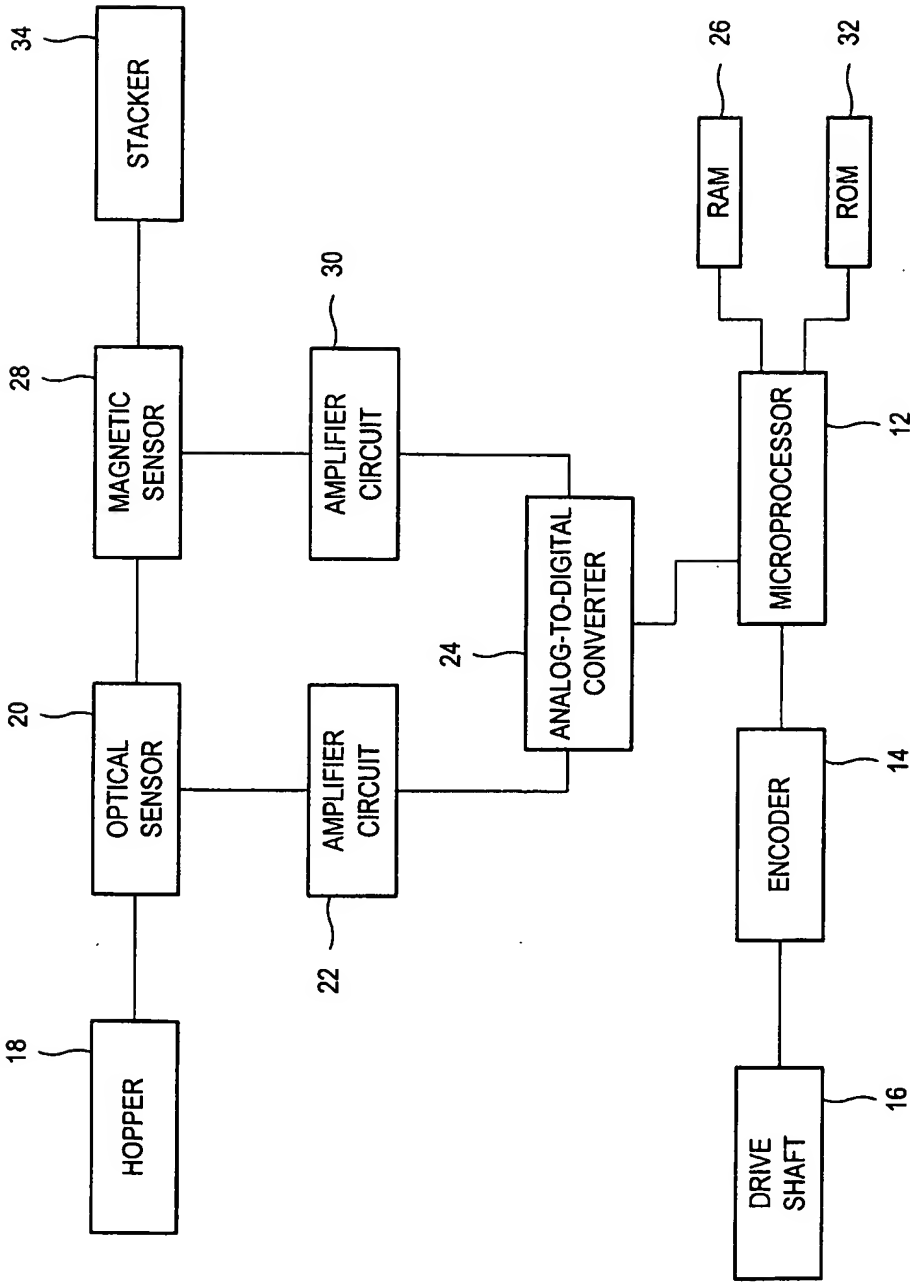 18
HOPPER
20
OPTICAL
SENSOR
28
MAGNETIC
SENSOR
34
STACKER
22
AMPLIFIER
CIRCUIT
30
AMPLIFIER
CIRCUIT
24
ANALOG-TO-DIGITAL
CONVERTER
26
RAM
32
ROM
16
DRIVE
SHAFT
14
ENCODER
12
MICROPROCESSOR